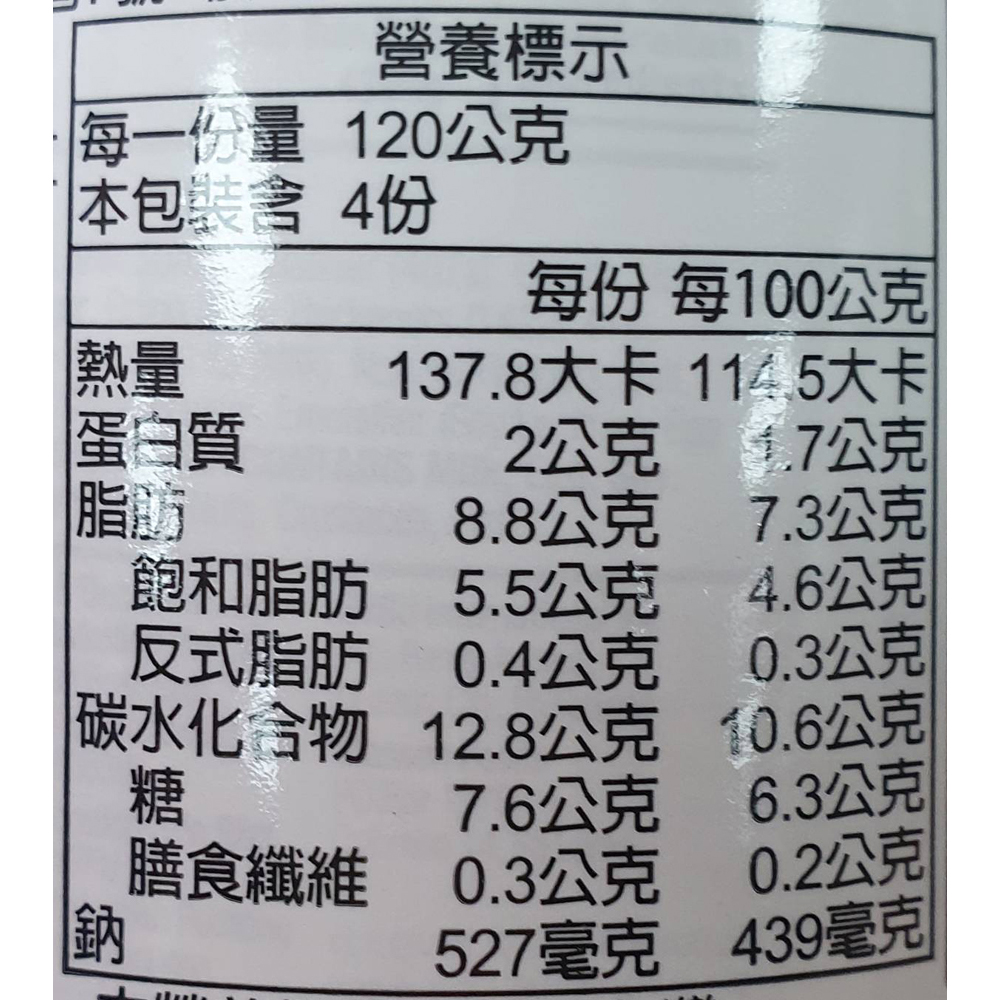 營養標示
每一份量 120公克
本包裝含 4份
每份 每100公克
熱量 137.8大卡 114.5大卡
蛋白質 2公克 1.7公克
脂肪 8.8公克 7.3公克
飽和脂肪 5.5公克 4.6公克
反式脂肪 0.4公克 0.3公克
碳水化合物 12.8公克 10.6公克
糖 7.6公克 6.3公克
膳食纖維 0.3公克 0.2公克
鈉 527毫克 439毫克